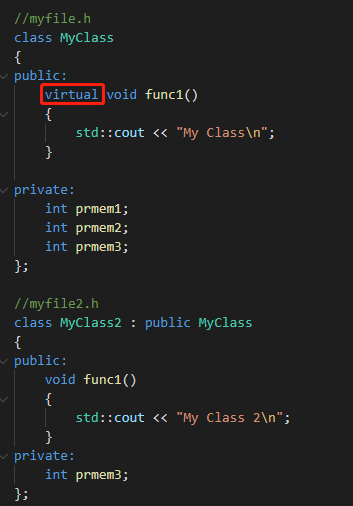 //myfile.h
class MyClass
{
public:
    virtual void func1()
    {
        std::cout << "My Class\n";
    }
private:
    int prmem1;
    int prmem2;
    int prmem3;
};
//myfile2.h
class MyClass2 : public MyClass
{
public:
    void func1()
    {
        std::cout << "My Class 2\n";
    }
private:
    int prmem3;
};